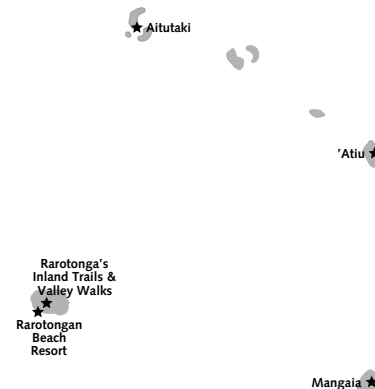 Aitutaki
’Atiu
Rarotonga’s
Inland Trails &
Valley Walks
Rarotongan
Beach
Resort
Mangaia